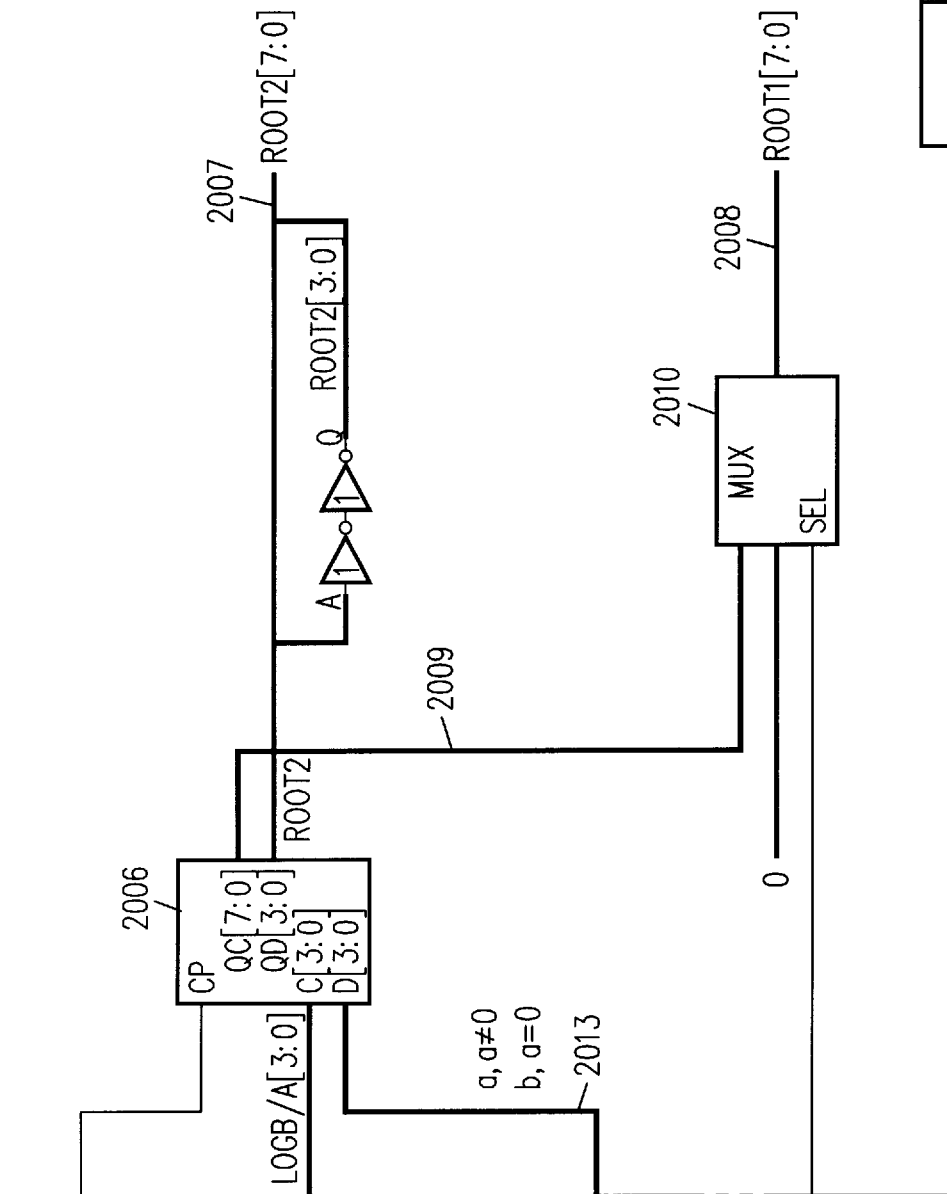 ROOT2[7:0]
2007
ROOT2[3:0]
A
1
1
Q
2006
CP
QC[7:0]
QD[3:0]
C[3:0]
D[3:0]
ROOT2
LOGB/A[3:0]
2009
a, a≠0
b, a=0
2013
0
2010
MUX
SEL
2008
ROOT1[7:0]